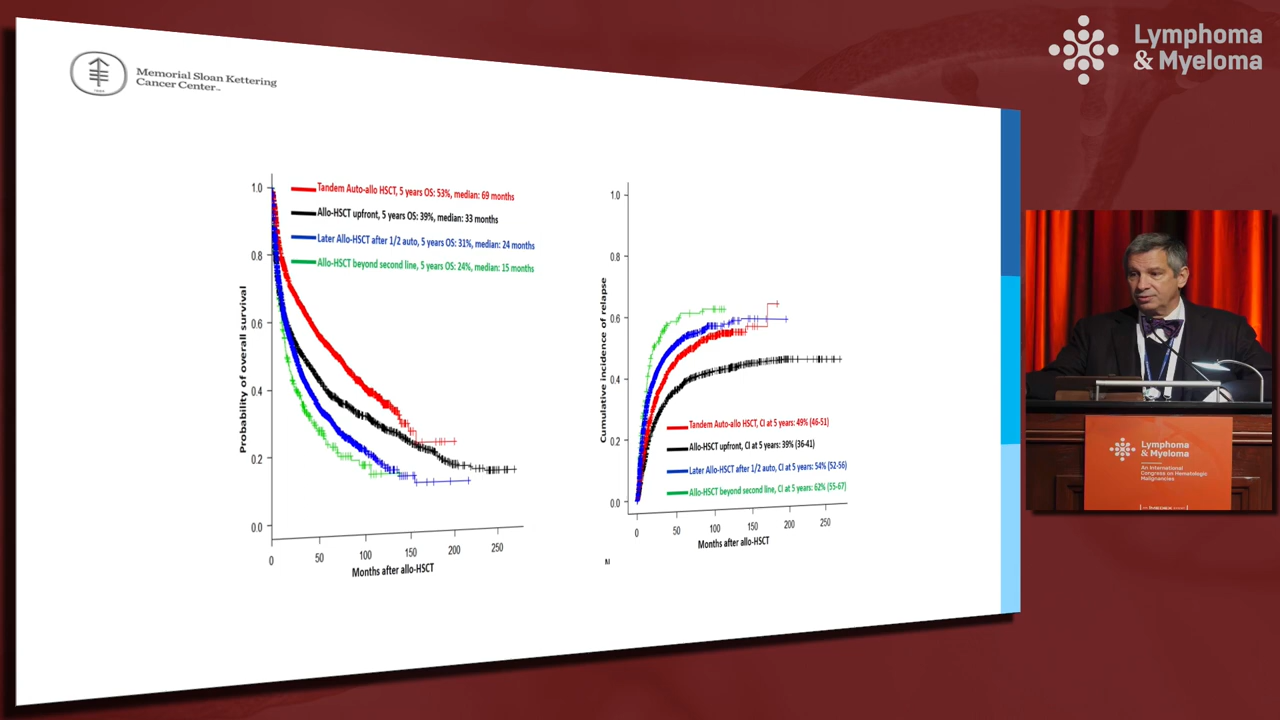 Memorial Sloan Kettering
Cancer Center
Lymphoma
& Myeloma
Probability of overall survival
1.0
0.8
0.6
0.4
0.2
0.0
Tandem Auto-allo HSCT, 5 years OS: 53%, median: 69 months
Allo-HSCT upfront, 5 years OS: 39%, median: 33 months
Later Allo-HSCT after 1/2 auto, 5 years OS: 31%, median: 24 months
Allo-HSCT beyond second line, 5 years OS: 24%, median: 15 months
0 50 100 150 200 250
Months after allo-HSCT
Cumulative incidence of relapse
1.0
0.8
0.6
0.4
0.2
0.0
Tandem Auto-allo HSCT, CI at 5 years: 49% (46-51)
Allo-HSCT upfront, CI at 5 years: 39% (36-41)
Later Allo-HSCT after 1/2 auto, CI at 5 years: 54% (52-56)
Allo-HSCT beyond second line, CI at 5 years: 62% (55-67)
0 50 100 150 200 250
Months after allo-HSCT
M
Lymphoma
& Myeloma
An International
Congress on Hematologic
Malignancies